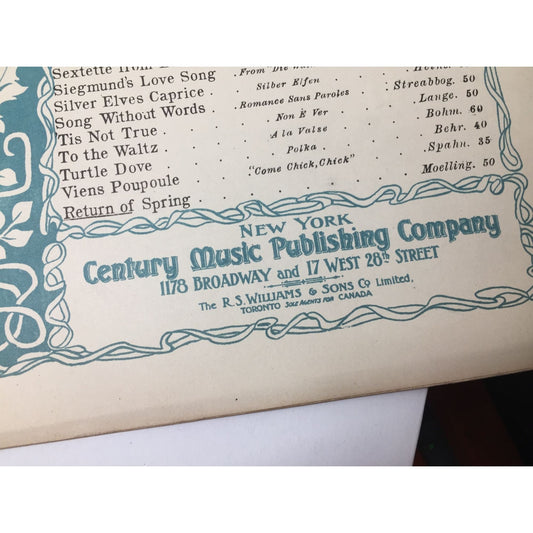 Sextette from
Siegmund's Love Song . From "Die
Silver Elves Caprice . Silber Elfen .
Song Without Words . Romance Sans Paroles . Streabbog. 50
Tis Not True . Non È Ver . Lange. 50
To the Waltz . A la Valse . Bohm. 60
Turtle Dove . Polka . Behr. 40
Viens Poupoule . "Come Chick, Chick" . Spahn. 35
Return of Spring . . . . . . Moelling. 50
NEW YORK
Century Music Publishing Company
1178 BROADWAY and 17 WEST 28th STREET
The R.S. WILLIAMS & SONS Co Limited,
TORONTO SOLE AGENTS FOR CANADA